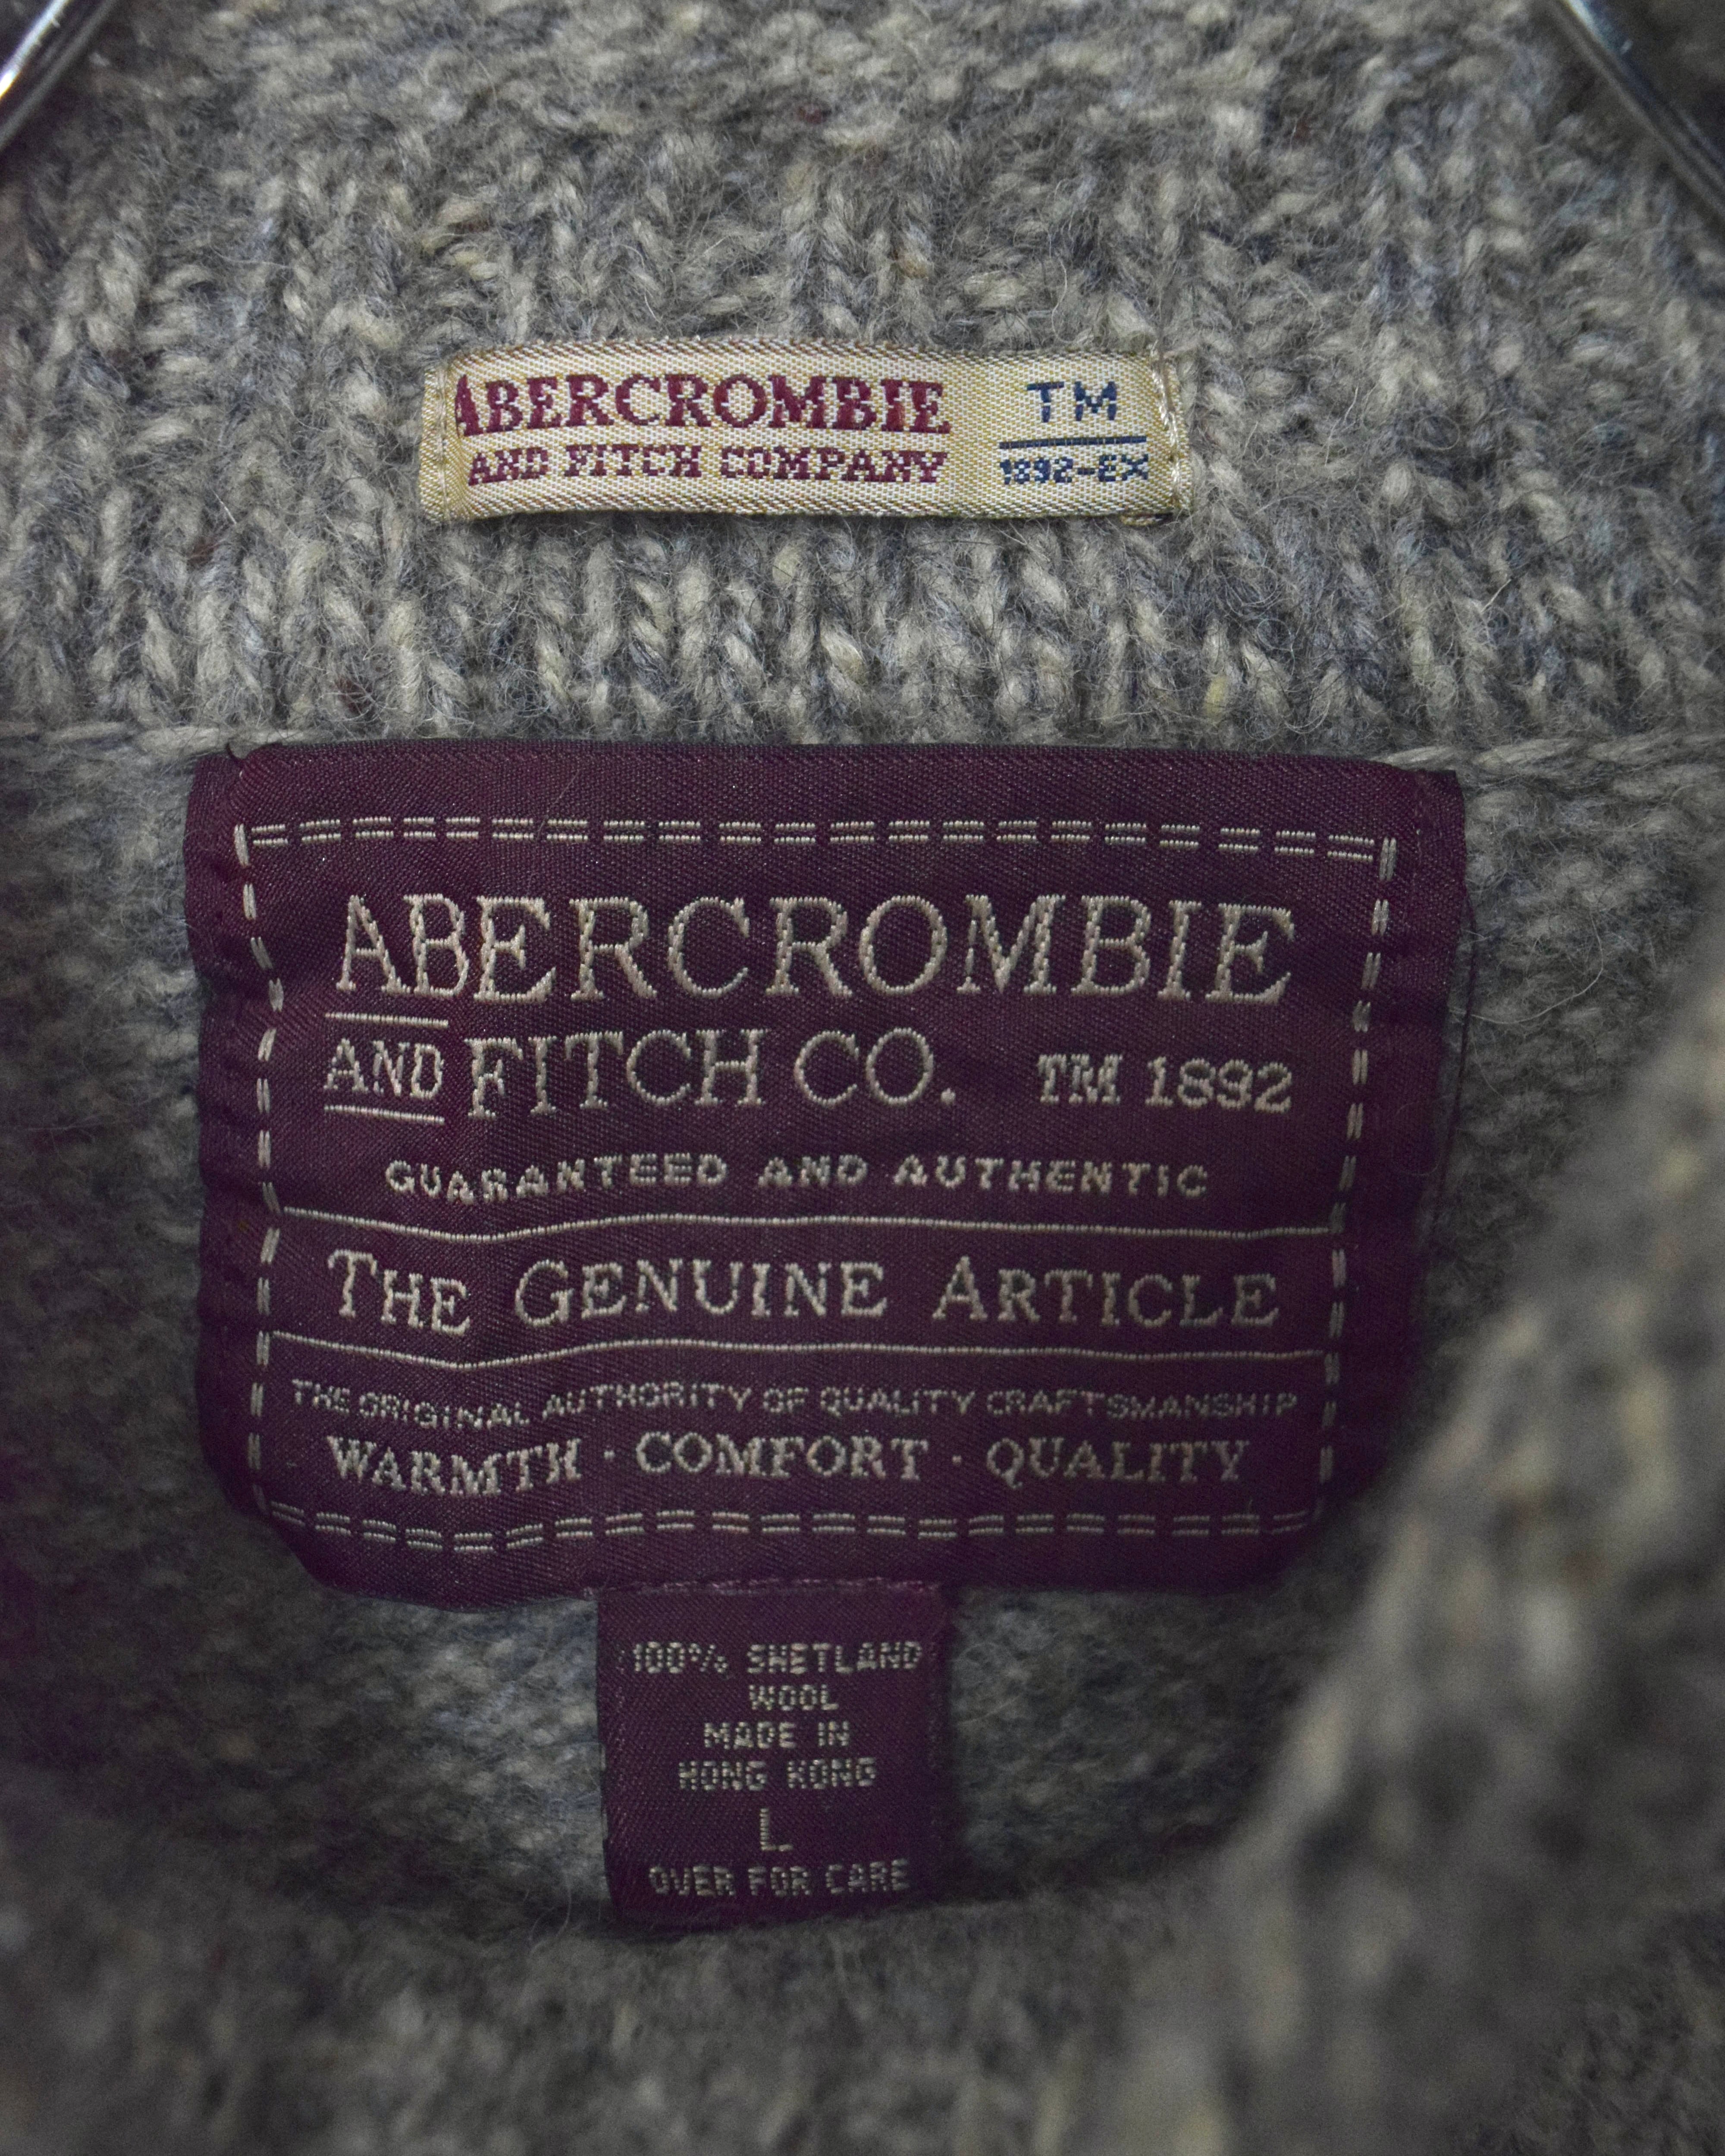 ABERCROMBIE TM
AND FITCH COMPANY 1892-EX
ABERCROMBIE
AND FITCH CO. TM 1892
GUARANTEED AND AUTHENTIC
THE GENUINE ARTICLE
THE ORIGINAL AUTHORITY OF QUALITY CRAFTSMANSHIP
WARMTH · COMFORT · QUALITY
100% SHETLAND
WOOL
MADE IN
HONG KONG
L
OVER FOR CARE